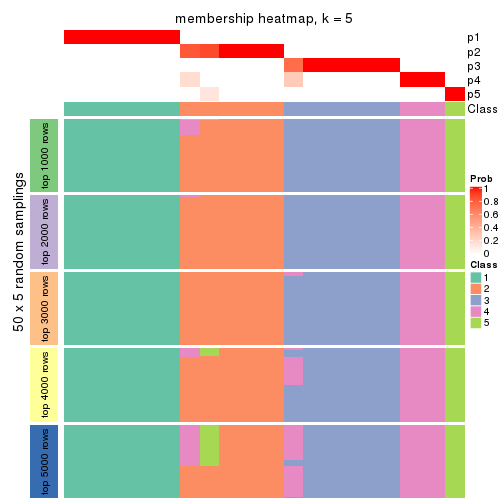 membership heatmap, k = 5
p1
p2
p3
p4
p5
Class
50 x 5 random samplings
top 1000 rows
top 2000 rows
top 3000 rows
top 4000 rows
top 5000 rows
Prob
1
0.8
0.6
0.4
0.2
0
Class
1
2
3
4
5